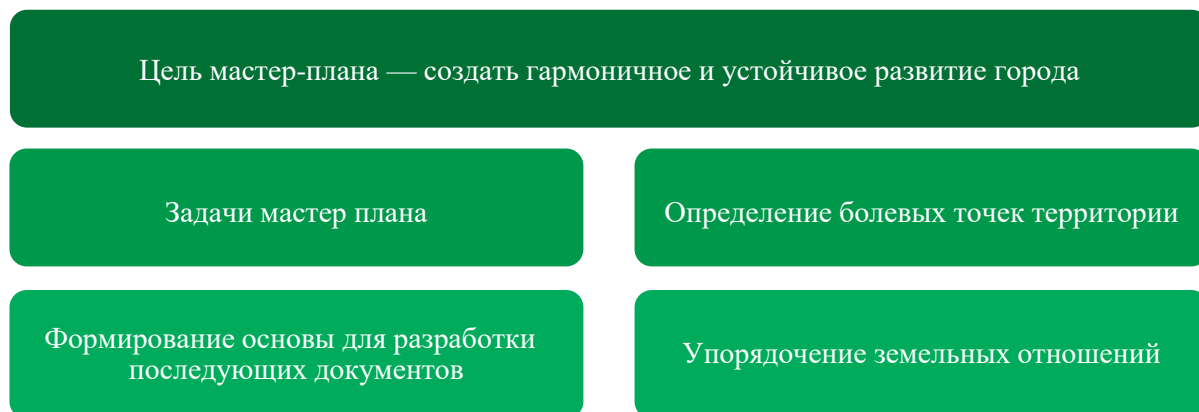 Цель мастер-плана — создать гармоничное и устойчивое развитие города
Задачи мастер плана
Определение болевых точек территории
Формирование основы для разработки
последующих документов
Упорядочение земельных отношений